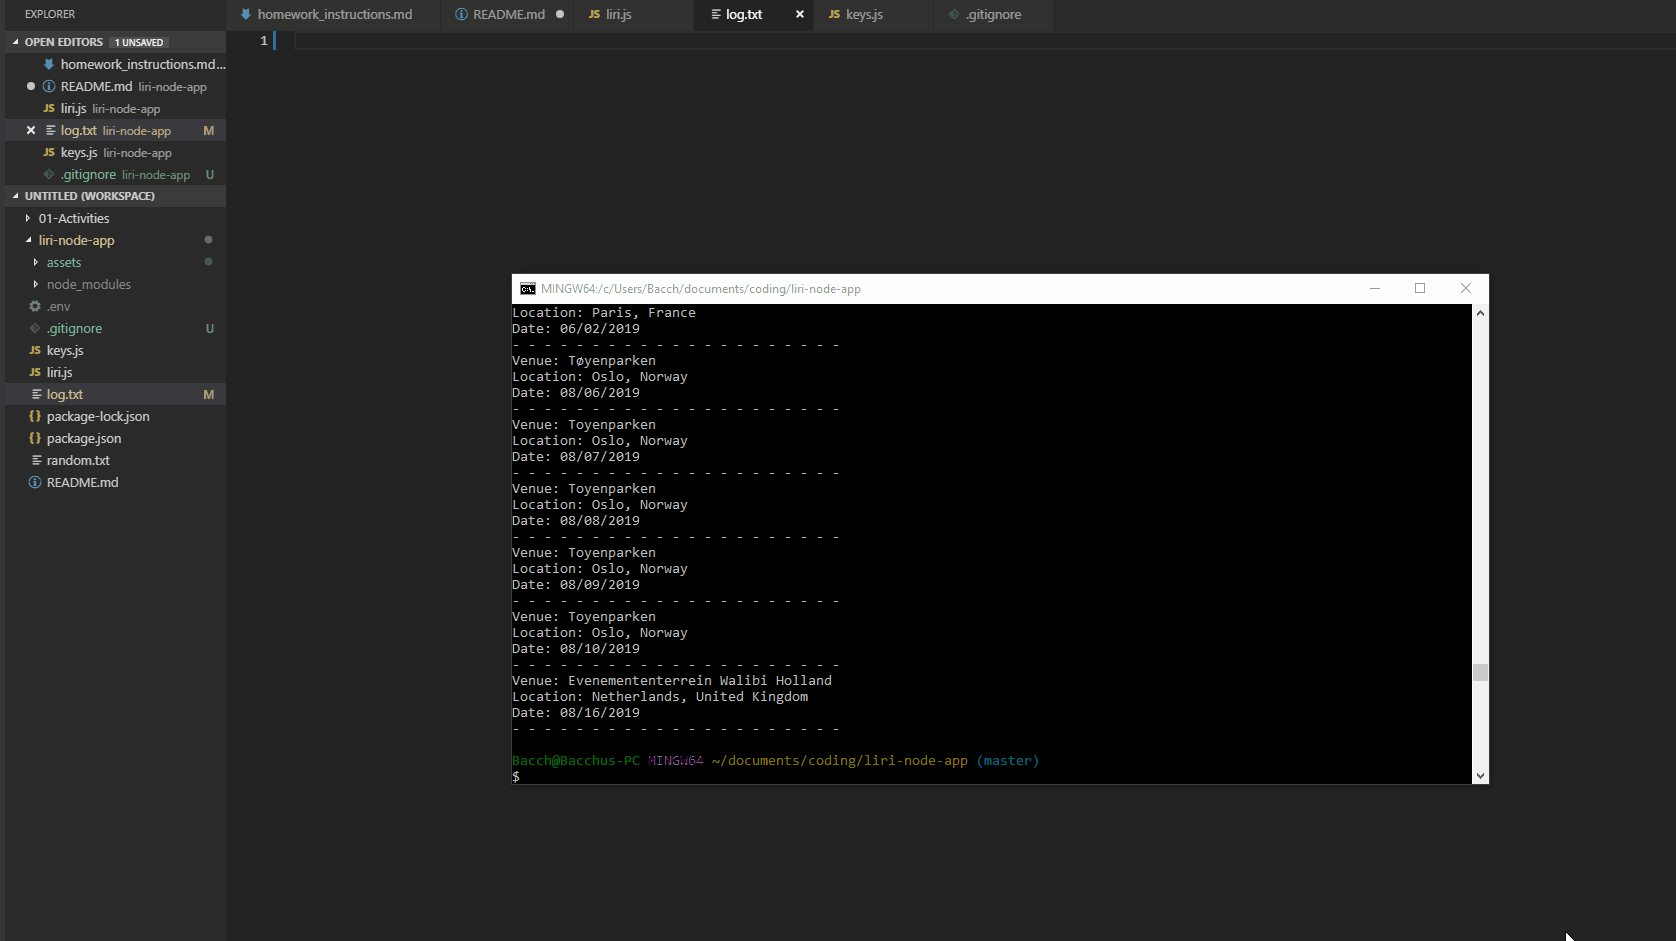 EXPLORER
OPEN EDITORS 1 UNSAVED
homework_instructions.md...
README.md liri-node-app
JS liri.js liri-node-app
log.txt liri-node-app M
JS keys.js liri-node-app
.gitignore liri-node-app U
UNTITLED (WORKSPACE)
01-Activities
liri-node-app
assets
node_modules
.env
.gitignore U
JS keys.js
JS liri.js
log.txt M
{} package-lock.json
{} package.json
random.txt
README.md
homework_instructions.md
README.md
JS liri.js
log.txt
JS keys.js
.gitignore
1
MINGW64:/c/Users/Bacch/documents/coding/liri-node-app
Location: Paris, France
Date: 06/02/2019
- - - - - - - - - - - - - - - - - - - - -
Venue: Tøyenparken
Location: Oslo, Norway
Date: 08/06/2019
- - - - - - - - - - - - - - - - - - - - -
Venue: Toyenparken
Location: Oslo, Norway
Date: 08/07/2019
- - - - - - - - - - - - - - - - - - - - -
Venue: Toyenparken
Location: Oslo, Norway
Date: 08/08/2019
- - - - - - - - - - - - - - - - - - - - -
Venue: Toyenparken
Location: Oslo, Norway
Date: 08/09/2019
- - - - - - - - - - - - - - - - - - - - -
Venue: Toyenparken
Location: Oslo, Norway
Date: 08/10/2019
- - - - - - - - - - - - - - - - - - - - -
Venue: Evenemententerrein Walibi Holland
Location: Netherlands, United Kingdom
Date: 08/16/2019
- - - - - - - - - - - - - - - - - - - - -
Bacch@Bacchus-PC MINGW64 ~/documents/coding/liri-node-app (master)
$